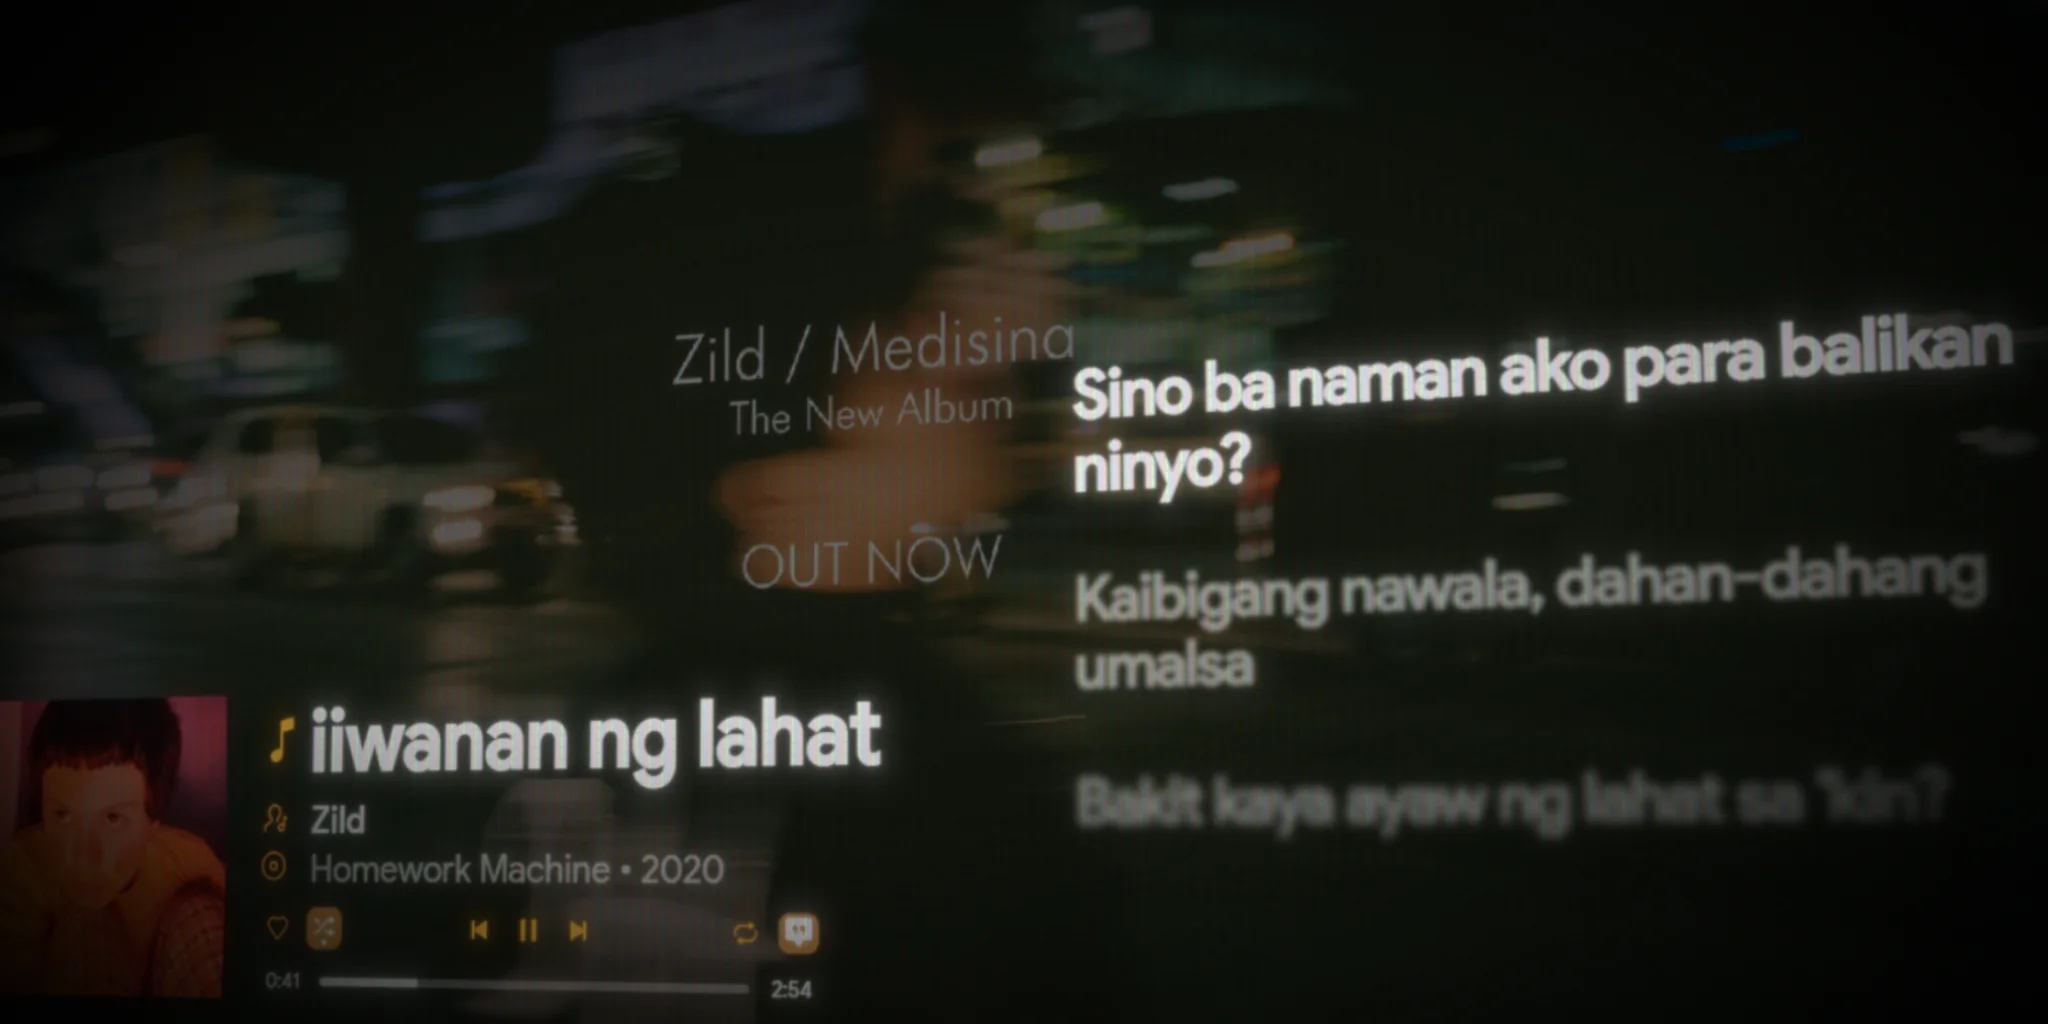 Zild / Medisina
The New Album
OUT NOW
Sino ba naman ako para balikan
ninyo?
Kaibigang nawala, dahan-dahang
umalsa
Bakit kaya ayaw ng lahat sa 'kin?
iiwanan ng lahat
Zild
Homework Machine • 2020
0:41
2:54